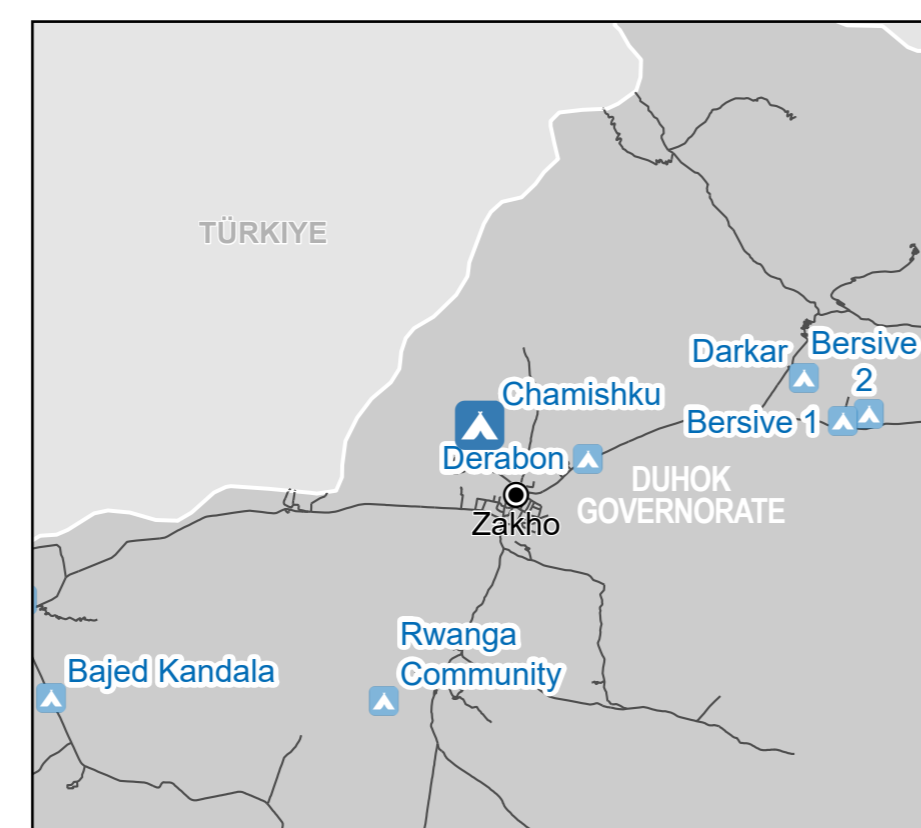 TÜRKIYE
Darkar
Bersive
2
Chamishku
Bersive 1
Derabon
DUHOK
GOVERNORATE
Zakho
Rwanga
Community
Bajed Kandala